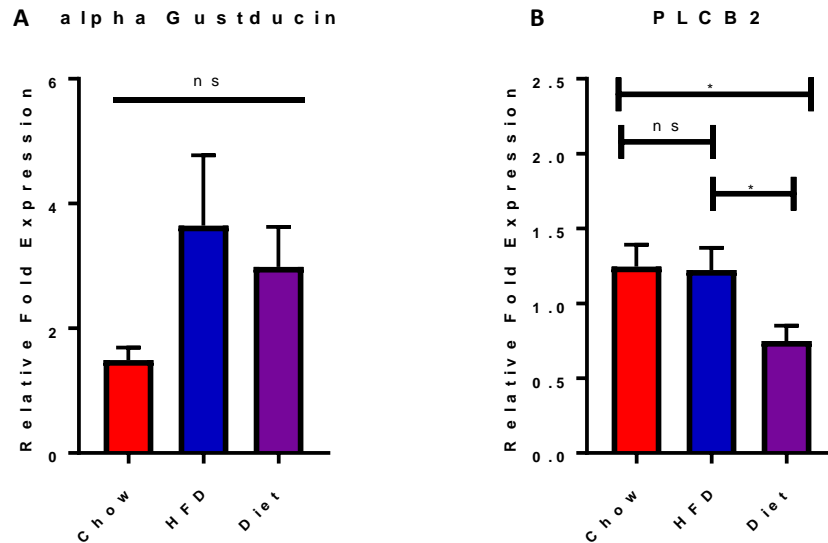 A alpha Gustducin
Relative Fold Expression
6
4
2
0
ns
Chow
HFD
Diet
B PLCB2
Relative Fold Expression
2.5
2.0
1.5
1.0
0.5
0.0
*
ns
*
Chow
HFD
Diet